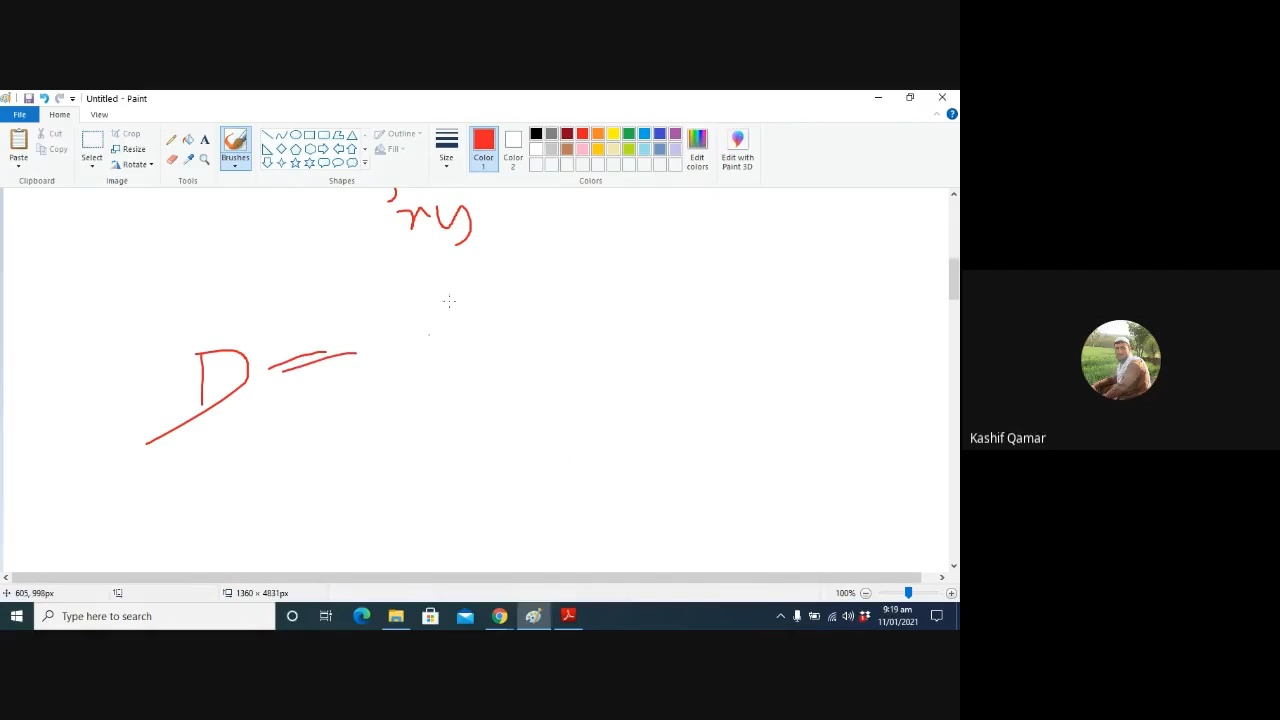 Untitled - Paint
File Home View
Paste Cut Copy Clipboard
Select Crop Resize Rotate Image
Tools
Brushes
Outline Fill Shapes
Size
Color 1
Color 2
Edit colors
Colors
Edit with Paint 3D
D =
Kashif Qamar
605, 998px
1360 × 4831px
100%
Type here to search
9:19 am
11/01/2021